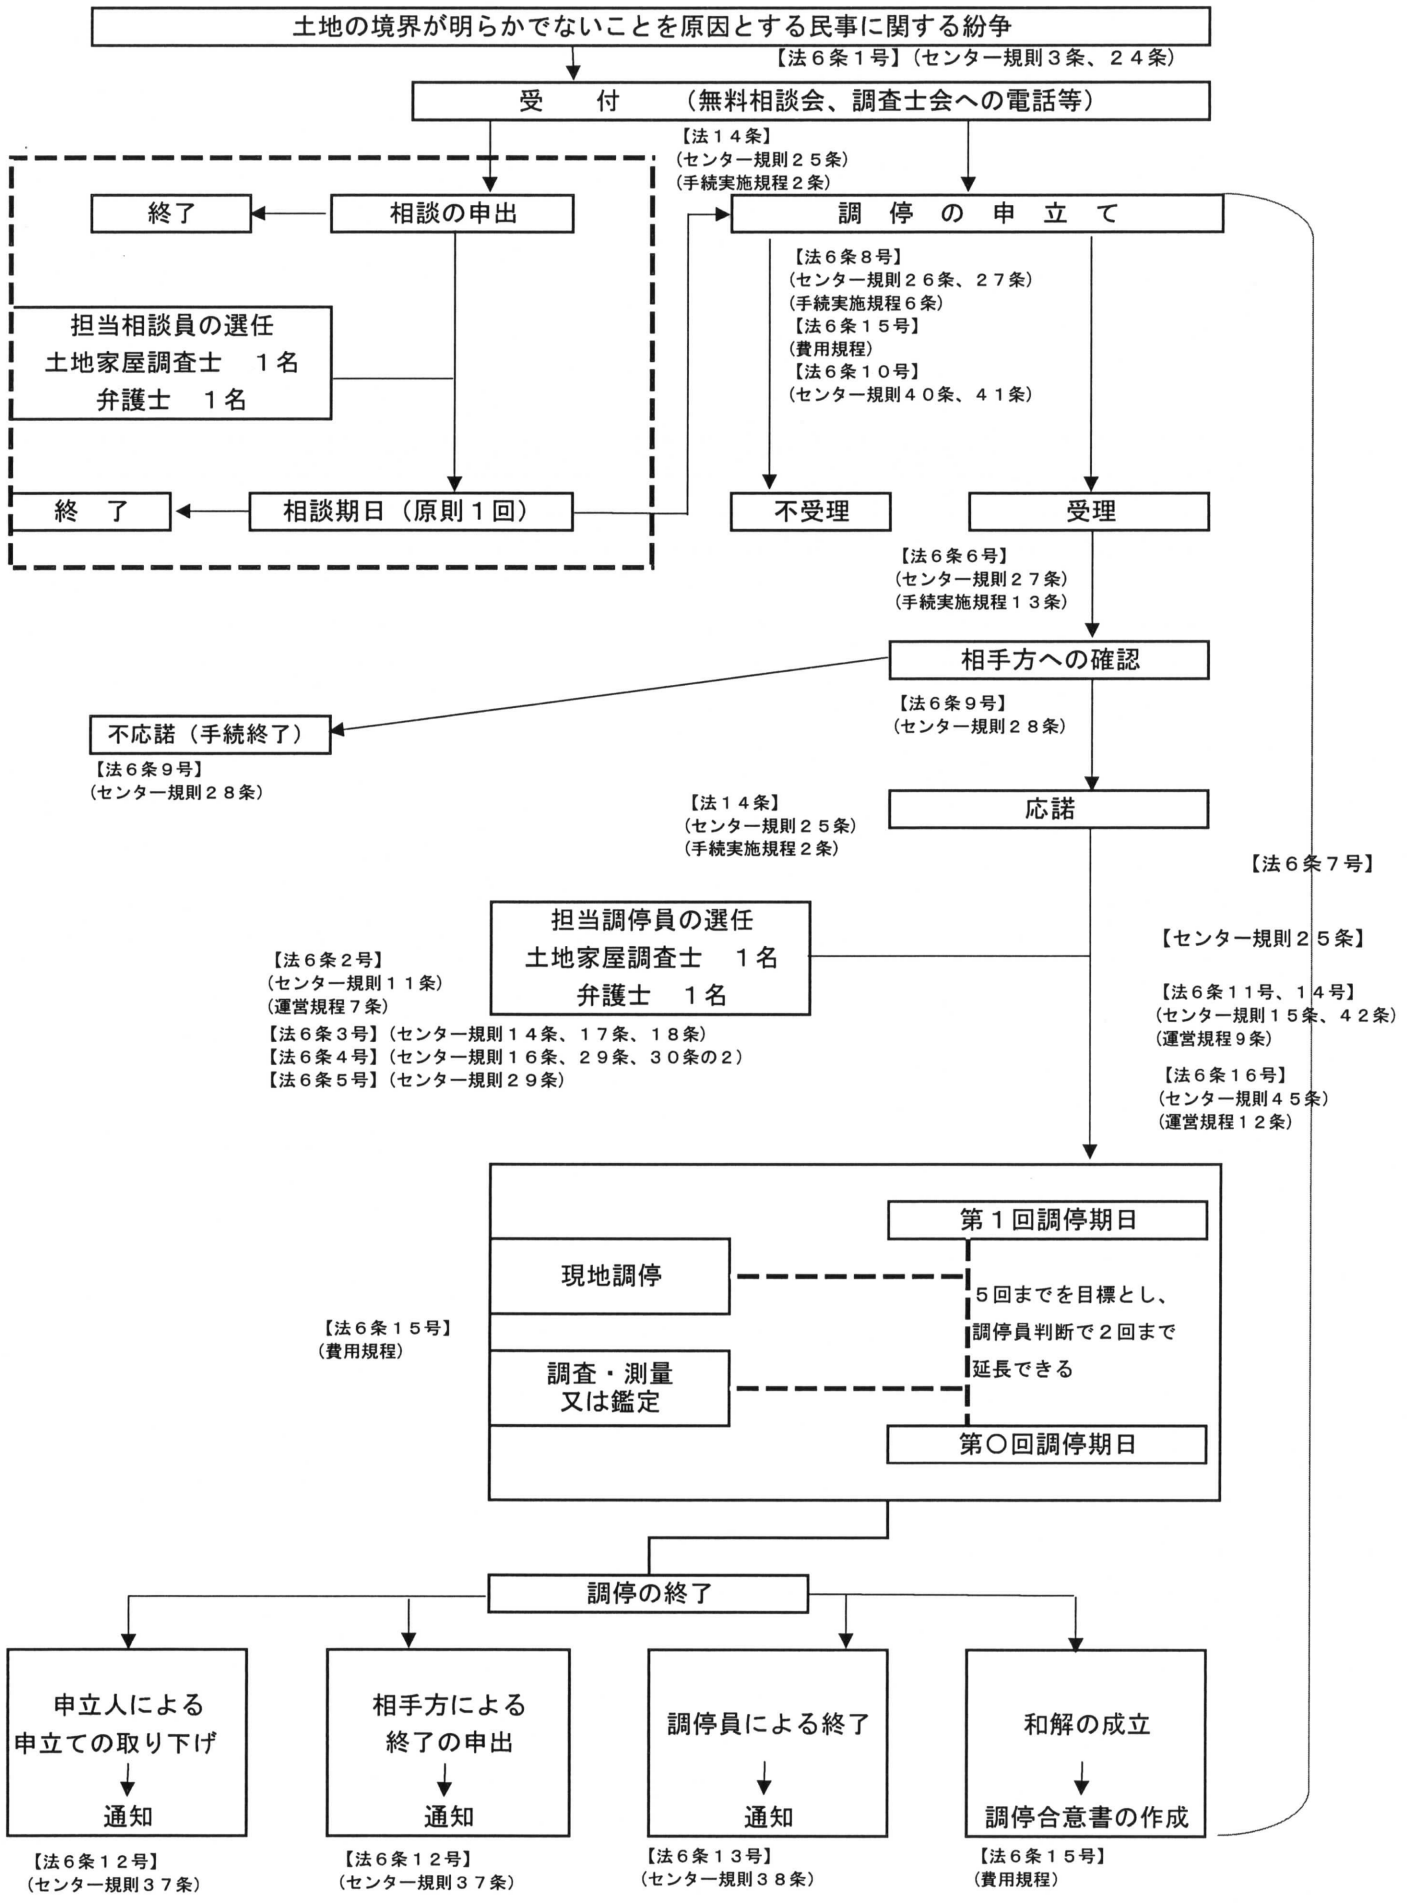 土地の境界が明らかでないことを原因とする民事に関する紛争
【法６条１号】（センター規則３条、２４条）
受　　付　　（無料相談会、調査士会への電話等）
【法１４条】
（センター規則２５条）
（手続実施規程２条）
終了
相談の申出
調　停　の　申　立　て
【法６条８号】
（センター規則２６条、２７条）
（手続実施規程６条）
【法６条１５号】
（費用規程）
【法６条１０号】
（センター規則４０条、４１条）
担当相談員の選任
土地家屋調査士　１名
弁護士　１名
終　了
相談期日（原則１回）
不受理
受理
【法６条６号】
（センター規則２７条）
（手続実施規程１３条）
相手方への確認
【法６条９号】
（センター規則２８条）
不応諾（手続終了）
【法６条９号】
（センター規則２８条）
応諾
【法１４条】
（センター規則２５条）
（手続実施規程２条）
【法６条７号】
【センター規則２５条】
担当調停員の選任
土地家屋調査士　１名
弁護士　１名
【法６条２号】
（センター規則１１条）
（運営規程７条）
【法６条３号】（センター規則１４条、１７条、１８条）
【法６条４号】（センター規則１６条、２９条、３０条の２）
【法６条５号】（センター規則２９条）
【法６条１１号、１４号】
（センター規則１５条、４２条）
（運営規程９条）
【法６条１６号】
（センター規則４５条）
（運営規程１２条）
第１回調停期日
現地調停
５回までを目標とし、
調停員判断で２回まで
延長できる
【法６条１５号】
（費用規程）
調査・測量
又は鑑定
第〇回調停期日
調停の終了
申立人による
申立ての取り下げ
通知
相手方による
終了の申出
通知
調停員による終了
通知
和解の成立
調停合意書の作成
【法６条１２号】
（センター規則３７条）
【法６条１２号】
（センター規則３７条）
【法６条１３号】
（センター規則３８条）
【法６条１５号】
（費用規程）